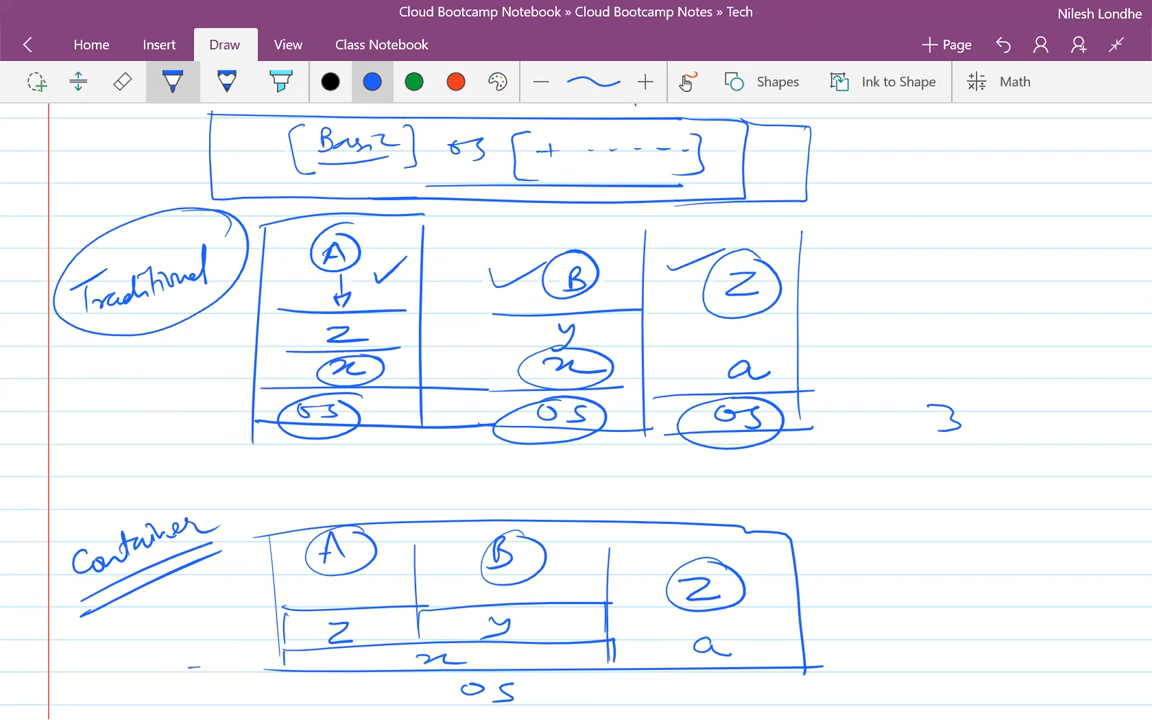 Cloud Bootcamp Notebook » Cloud Bootcamp Notes » Tech
Nilesh Londhe
Home Insert Draw View Class Notebook
Page
Shapes Ink to Shape Math
[Basic] OS [+ ------]
Traditional
A B Z
z y
x x a
OS OS OS 3
Container
A B Z
z y a
x
OS